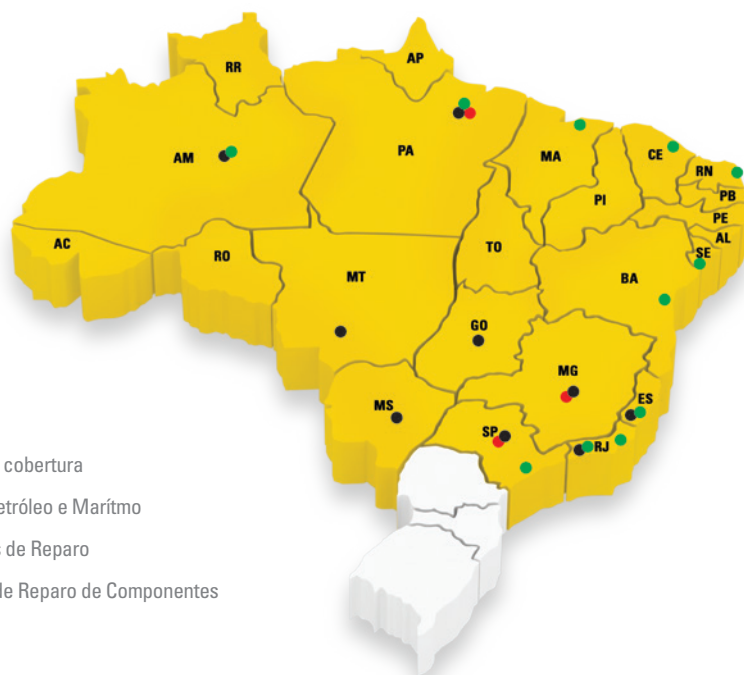 AP
RR
AM
PA
MA
CE
RN
PB
PE
AL
SE
PI
TO
BA
AC
RO
MT
GO
MG
ES
MS
SP
RJ
cobertura
etróleo e Marítmo
de Reparo
de Reparo de Componentes